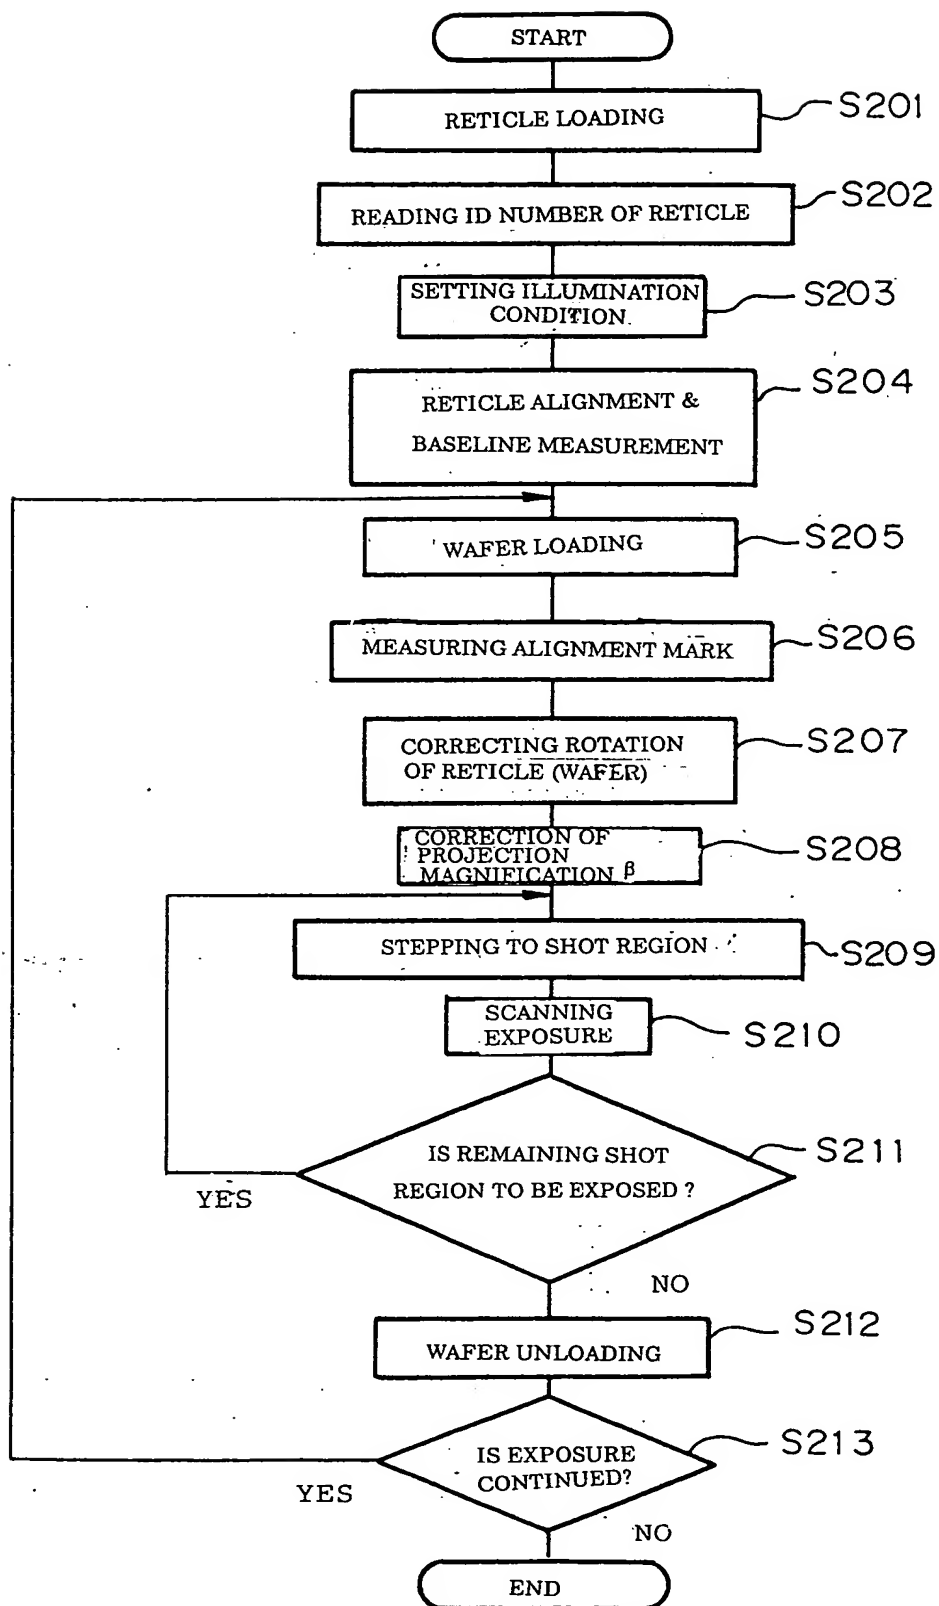 START
RETICLE LOADING
S201
READING ID NUMBER OF RETICLE
S202
SETTING ILLUMINATION
CONDITION.
S203
RETICLE ALIGNMENT &
BASELINE MEASUREMENT
S204
WAFER LOADING
S205
MEASURING ALIGNMENT MARK
S206
CORRECTING ROTATION
OF RETICLE (WAFER)
S207
CORRECTION OF
PROJECTION
MAGNIFICATION β
S208
STEPPING TO SHOT REGION
S209
SCANNING
EXPOSURE
S210
IS REMAINING SHOT
REGION TO BE EXPOSED ?
S211
YES
NO
WAFER UNLOADING
S212
IS EXPOSURE
CONTINUED?
S213
YES
NO
END